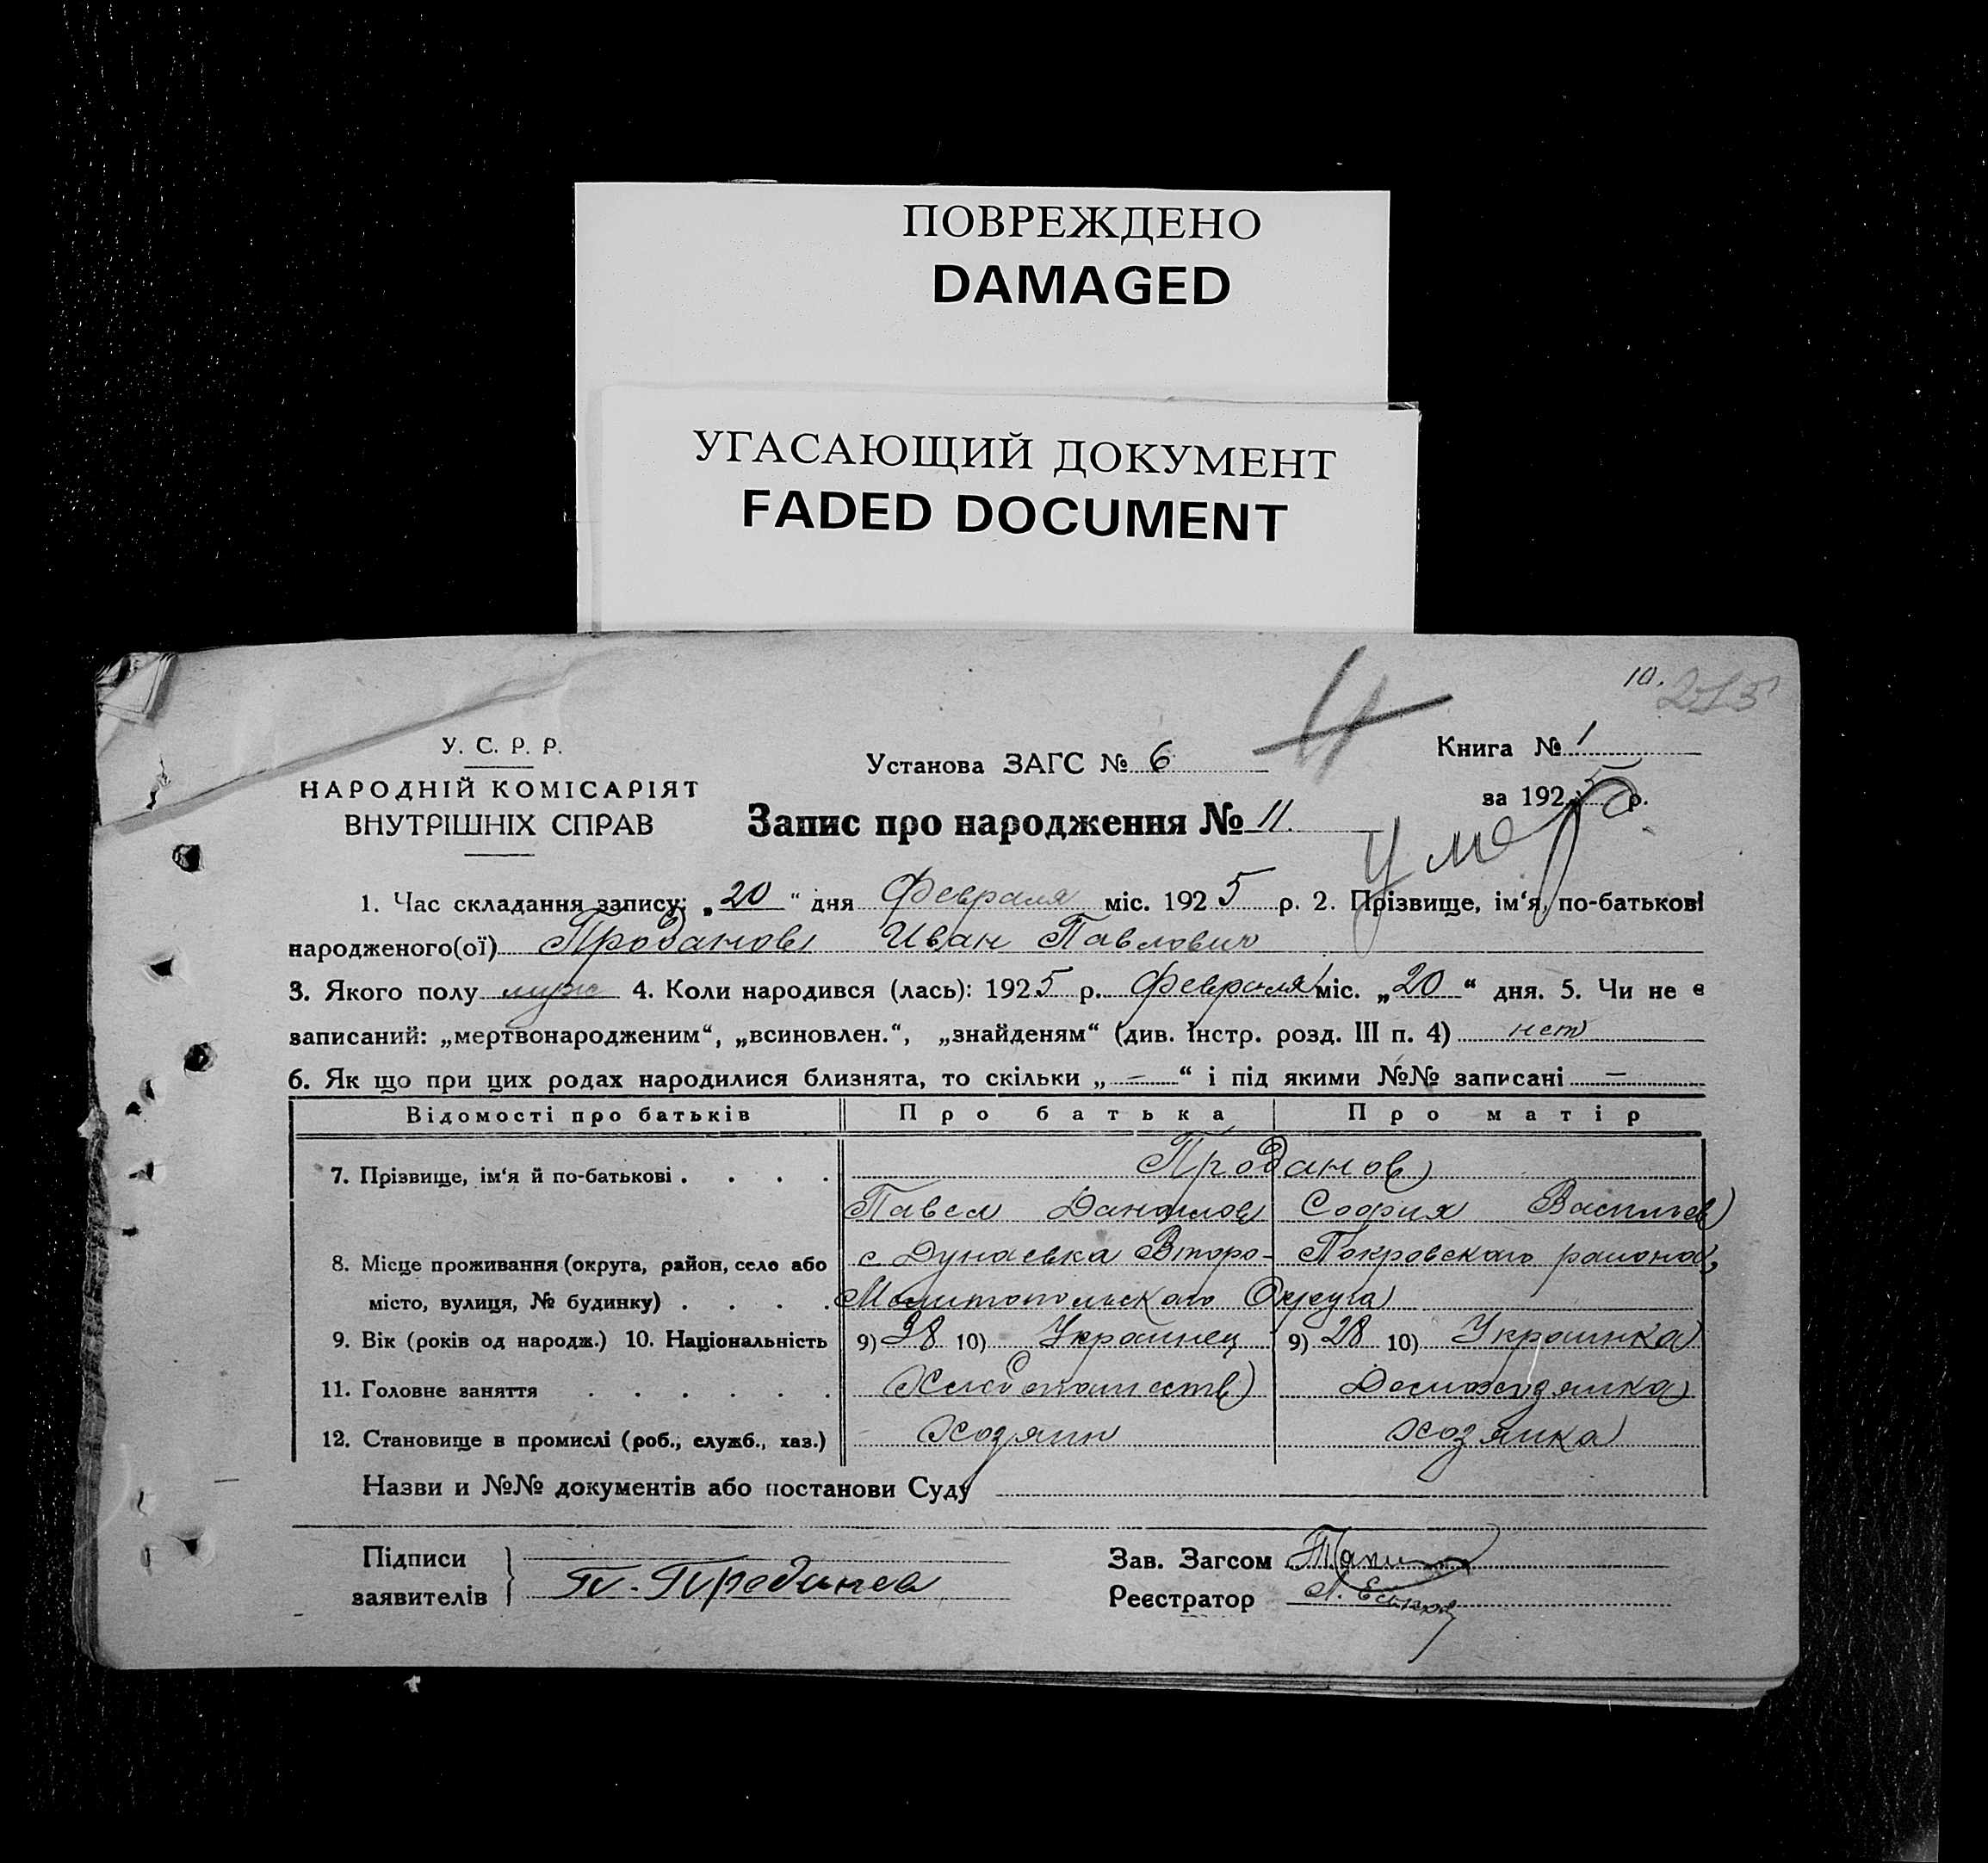 ПОВРЕЖДЕНО
DAMAGED
УГАСАЮЩИЙ ДОКУМЕНТ
FADED DOCUMENT
10.
215
У. С. Р. Р.
НАРОДНІЙ КОМІСАРІЯТ
ВНУТРІШНІХ СПРАВ
Установа ЗАГС № 6
Книга № 1
за 1925 р.
Запис про народження № 11.
умер
1. Час складання запису: „20“ дня Февраля міс. 1925 р. 2. Прізвище, ім‘я, по-батькові
народженого(ої) Проданов Иван Павлович
3. Якого полу муж 4. Коли народився (лась): 1925 р. Февраля міс. „20“ дня. 5. Чи не є
записаний: „мертвонародженим“, „всиновлен.“, „знайденям“ (див. Інстр. розд. III п. 4) нет
6. Як що при цих родах народилися близнята, то скільки „ — “ і під якими №№ записані —
Відомості про батьків Про батька Про матір
7. Прізвище, ім‘я й по-батькові . . . . Проданов
Павел Данилов София Васильев
8. Місце проживання (округа, район, село або с. Дунаевка Второ- Покровского района,
місто, вулиця, № будинку) . . . . Мелитопольского Округа
9. Вік (років од народж.) 10. Національність 9) 28 10) Украинец 9) 28 10) Украинка
11. Головне заняття . . . . . . Хлебопашеств Домохозяйка
12. Становище в промислі (роб., служб., хаз.) Хозяин хозяйка
Назви и №№ документів або постанови Суду
Підписи
заявителів } П. Проданов
Зав. Загсом
Реєстратор